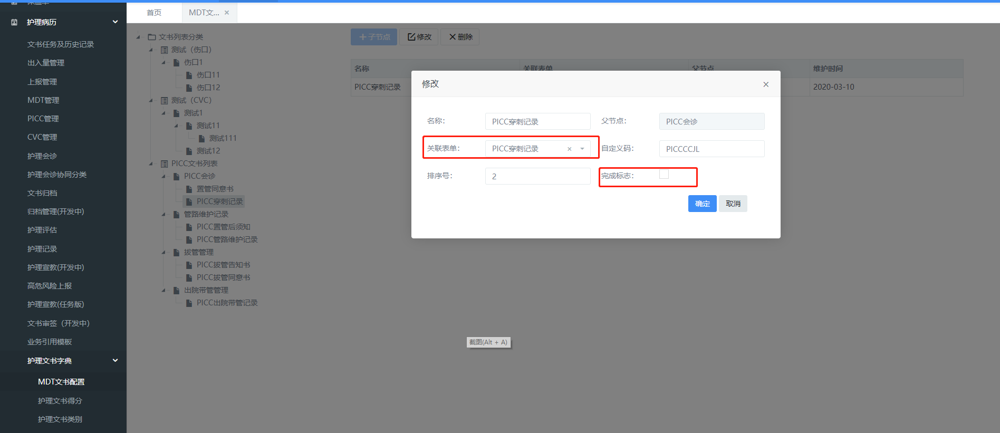 体温单
护理病历
文书任务及历史记录
出入量管理
上报管理
MDT管理
PICC管理
CVC管理
护理会诊
护理会诊协同分类
文书归档
归档管理(开发中)
护理评估
护理记录
护理宣教(开发中)
高危风险上报
护理宣教(任务版)
文书审签（开发中）
业务引用模板
护理文书字典
MDT文书配置
护理文书得分
护理文书类别
首页
MDT文...
文书列表分类
测试（伤口）
伤口1
伤口11
伤口12
测试（CVC）
测试1
测试11
测试111
测试12
PICC文书列表
PICC会诊
置管同意书
PICC穿刺记录
管路维护记录
PICC置管后须知
PICC管路维护记录
拔管管理
PICC拔管告知书
PICC拔管同意书
出院带管管理
PICC出院带管记录
子节点 修改 删除
名称 关联表单 父节点 维护时间
PICC穿刺记录 2020-03-10
修改
名称： PICC穿刺记录 父节点： PICC会诊
关联表单： PICC穿刺记录 自定义码： PICCCCJL
排序号： 2 完成标志：
确定 取消
截图(Alt + A)